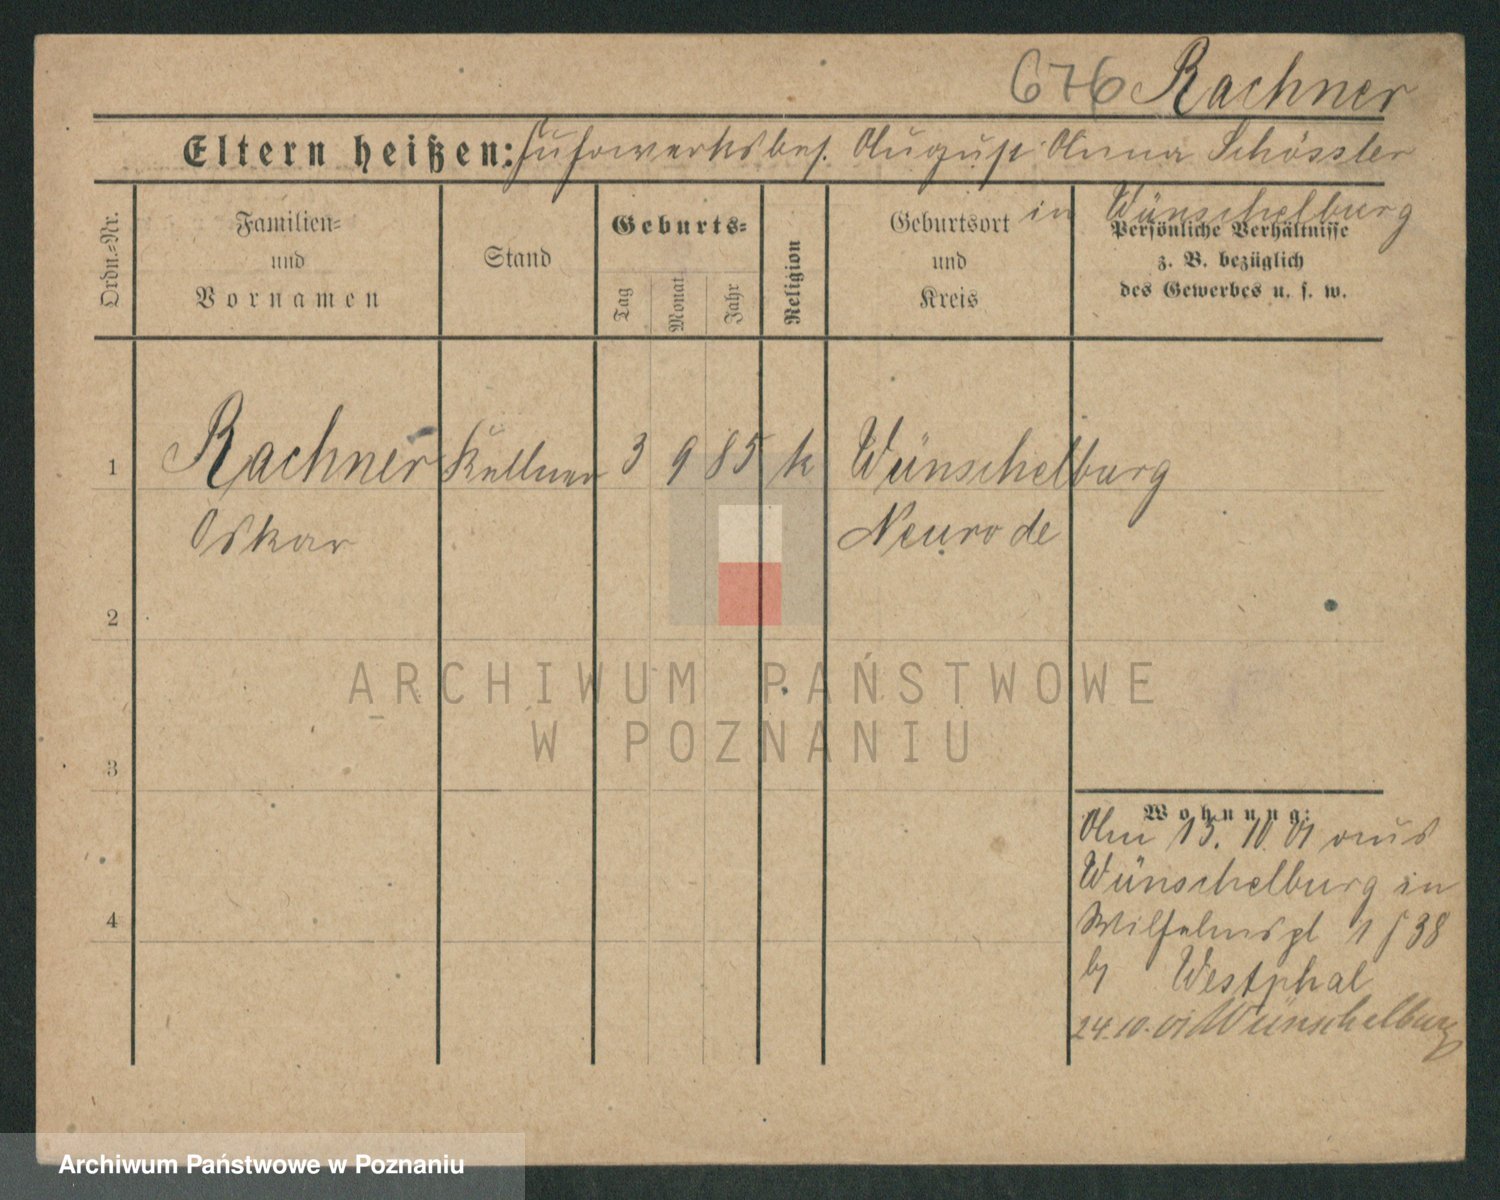 676 Rachner
Eltern heißen: Fuhrwerksbes. August Anna Schössler
in Wünschelburg
Ordn.-Nr.
Familien-
und
Vornamen
Stand
Geburts-
Tag
Monat
Jahr
Religion
Geburtsort
und
Kreis
Persönliche Verhältnisse
z. B. bezüglich
des Gewerbes u. s. w.
1 Rachner Kellner 3 9 85 k Wünschelburg
Oskar Neurode
2
3
4
Wohnung:
Am 13. 10 01 aus
Wünschelburg in
Wilhelmspl 1 38
by Westphal
24.10.01 Wünschelburg
ARCHIWUM PAŃSTWOWE
W POZNANIU
Archiwum Państwowe w Poznaniu